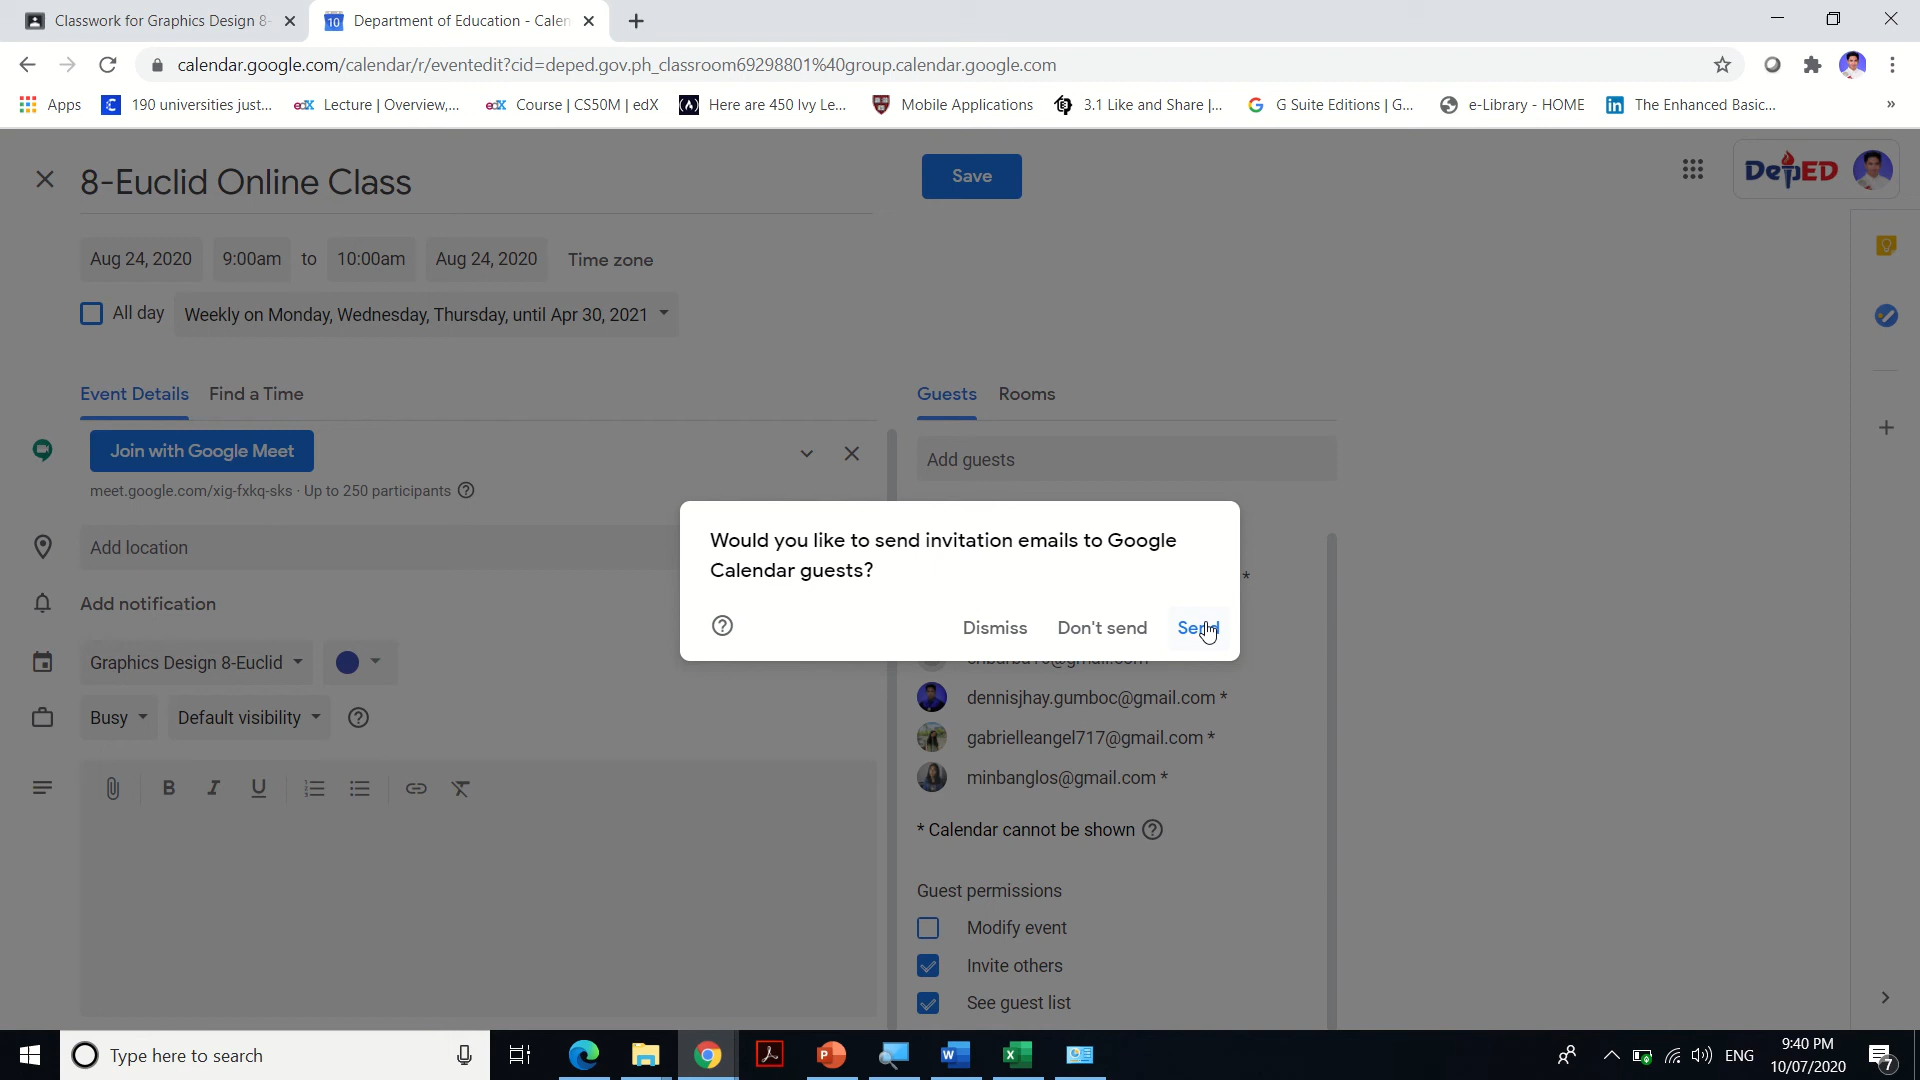 Classwork for Graphics Design 8-
Department of Education - Calen
calendar.google.com/calendar/r/eventedit?cid=deped.gov.ph_classroom69298801%40group.calendar.google.com
Apps
190 universities just...
edX Lecture | Overview,...
edX Course | CS50M | edX
Here are 450 Ivy Le...
Mobile Applications
3.1 Like and Share |...
G Suite Editions | G...
e-Library - HOME
The Enhanced Basic...
»
8-Euclid Online Class
Save
DepED
Aug 24, 2020 9:00am to 10:00am Aug 24, 2020 Time zone
All day Weekly on Monday, Wednesday, Thursday, until Apr 30, 2021
Event Details Find a Time
Guests Rooms
Join with Google Meet
meet.google.com/xig-fxkq-sks · Up to 250 participants
Add guests
Add location
Add notification
Graphics Design 8-Euclid
Busy Default visibility
B I U
Would you like to send invitation emails to Google
Calendar guests?
Dismiss Don't send Send
*
dennisjhay.gumboc@gmail.com *
gabrielleangel717@gmail.com *
minbanglos@gmail.com *
* Calendar cannot be shown
Guest permissions
Modify event
Invite others
See guest list
Type here to search
ENG
9:40 PM
10/07/2020
7